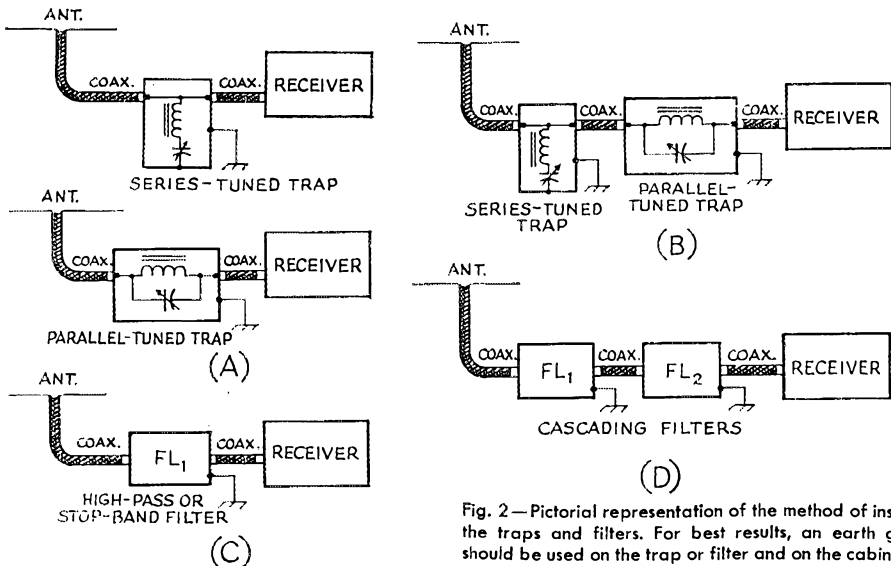 ANT.
COAX.
COAX.
RECEIVER
SERIES-TUNED TRAP
ANT.
COAX.
COAX.
RECEIVER
PARALLEL-TUNED TRAP
(A)
ANT.
COAX.
COAX.
COAX.
RECEIVER
SERIES-TUNED
TRAP
PARALLEL-
TUNED TRAP
(B)
ANT.
COAX.
FL1
COAX.
RECEIVER
HIGH-PASS OR
STOP-BAND FILTER
(C)
ANT.
COAX.
FL1
COAX.
FL2
COAX.
RECEIVER
CASCADING FILTERS
(D)
Fig. 2—Pictorial representation of the method of ins
the traps and filters. For best results, an earth g
should be used on the trap or filter and on the cabin